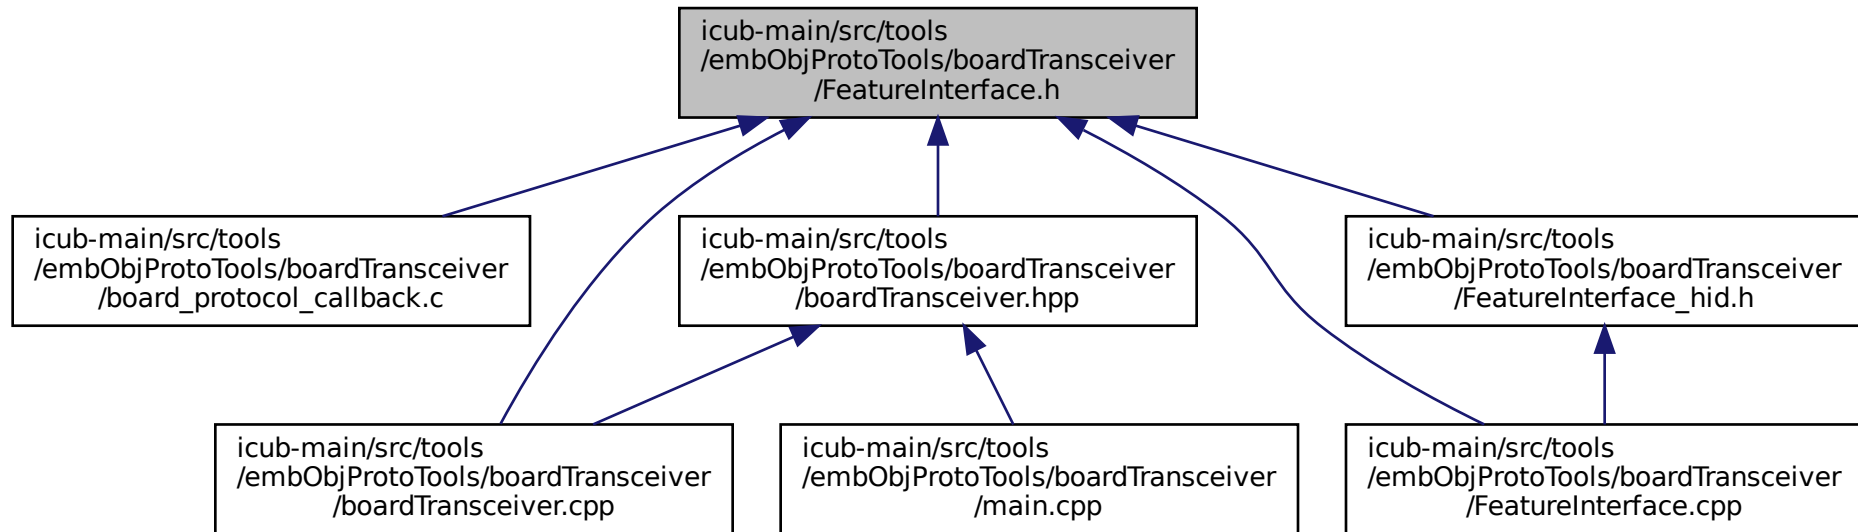 icub-main/src/tools
/embObjProtoTools/boardTransceiver
/FeatureInterface.h
icub-main/src/tools
/embObjProtoTools/boardTransceiver
/board_protocol_callback.c
icub-main/src/tools
/embObjProtoTools/boardTransceiver
/boardTransceiver.hpp
icub-main/src/tools
/embObjProtoTools/boardTransceiver
/FeatureInterface_hid.h
icub-main/src/tools
/embObjProtoTools/boardTransceiver
/boardTransceiver.cpp
icub-main/src/tools
/embObjProtoTools/boardTransceiver
/main.cpp
icub-main/src/tools
/embObjProtoTools/boardTransceiver
/FeatureInterface.cpp